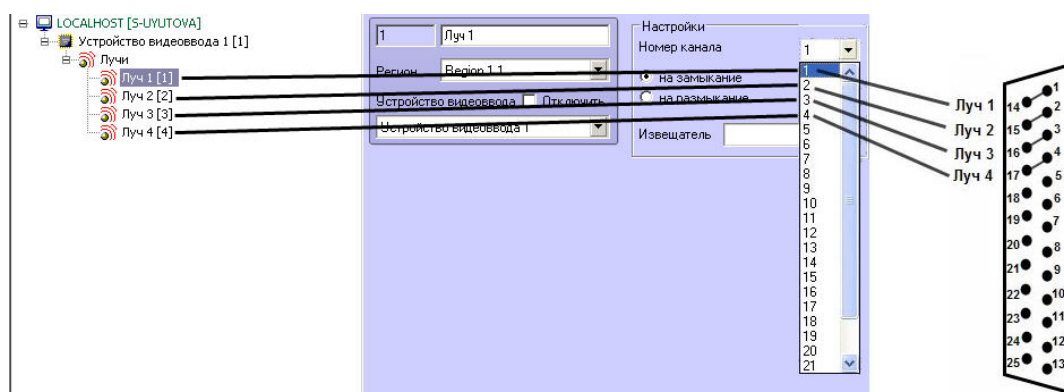 LOCALHOST [S-UYUTOVA]
Устройство видеоввода 1 [1]
Лучи
Луч 1 [1]
Луч 2 [2]
Луч 3 [3]
Луч 4 [4]
1 Луч 1
Регион Region 1.1
Устройство видеоввода Отключить
Устройство видеоввода 1
Настройки
Номер канала 1
на замыкание
на размыкание
Извещатель
1
2
3
4
5
6
7
8
9
10
11
12
13
14
15
16
17
18
19
20
21
Луч 1
Луч 2
Луч 3
Луч 4
14
15
16
17
18
19
20
21
22
23
24
25
1
2
3
4
5
6
7
8
9
10
11
12
13